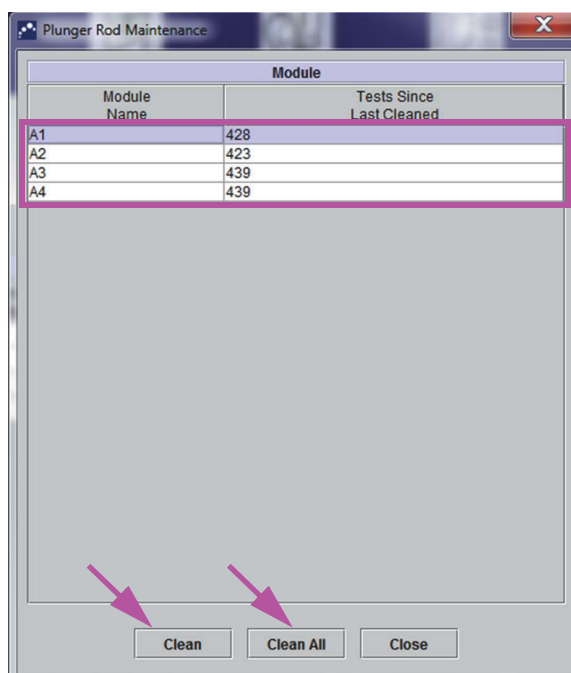 Plunger Rod Maintenance
X
Module
Module Name Tests Since Last Cleaned
A1 428
A2 423
A3 439
A4 439
Clean Clean All Close